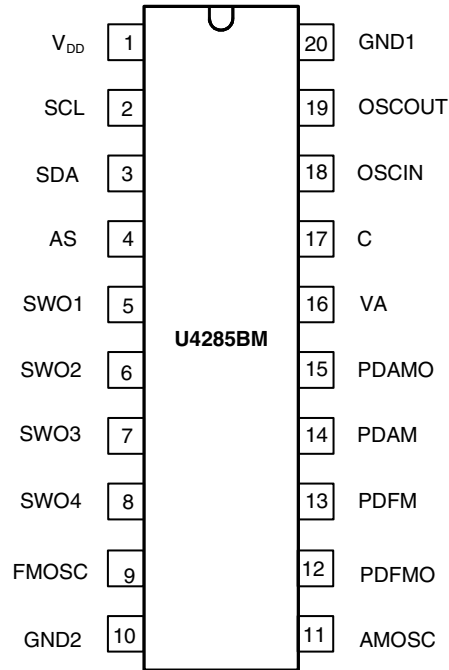 V_DD 1 20 GND1
SCL 2 19 OSCOUT
SDA 3 18 OSCIN
AS 4 17 C
SWO1 5 16 VA
U4285BM
SWO2 6 15 PDAMO
SWO3 7 14 PDAM
SWO4 8 13 PDFM
FMOSC 9 12 PDFMO
GND2 10 11 AMOSC